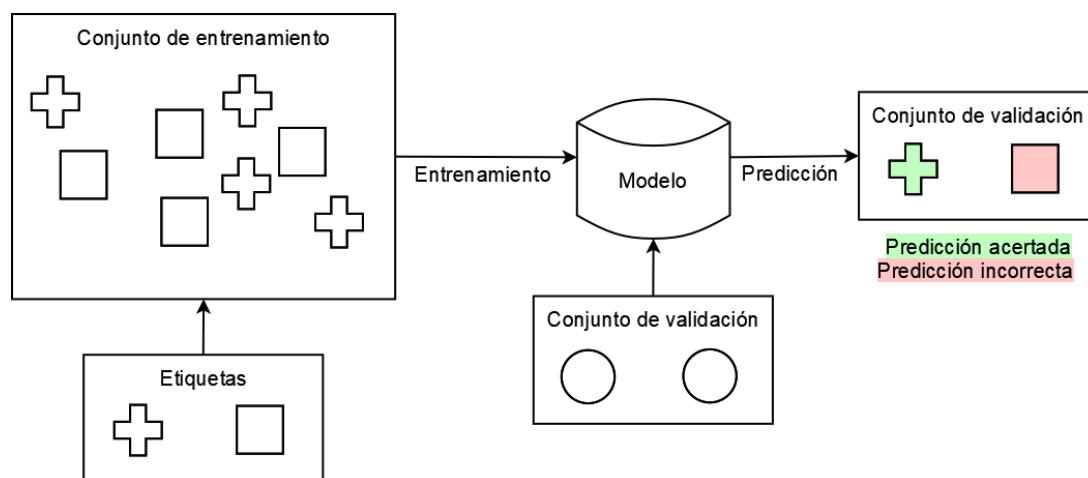 Conjunto de entrenamiento
Entrenamiento
Modelo
Predicción
Conjunto de validación
Predicción acertada
Predicción incorrecta
Conjunto de validación
Etiquetas